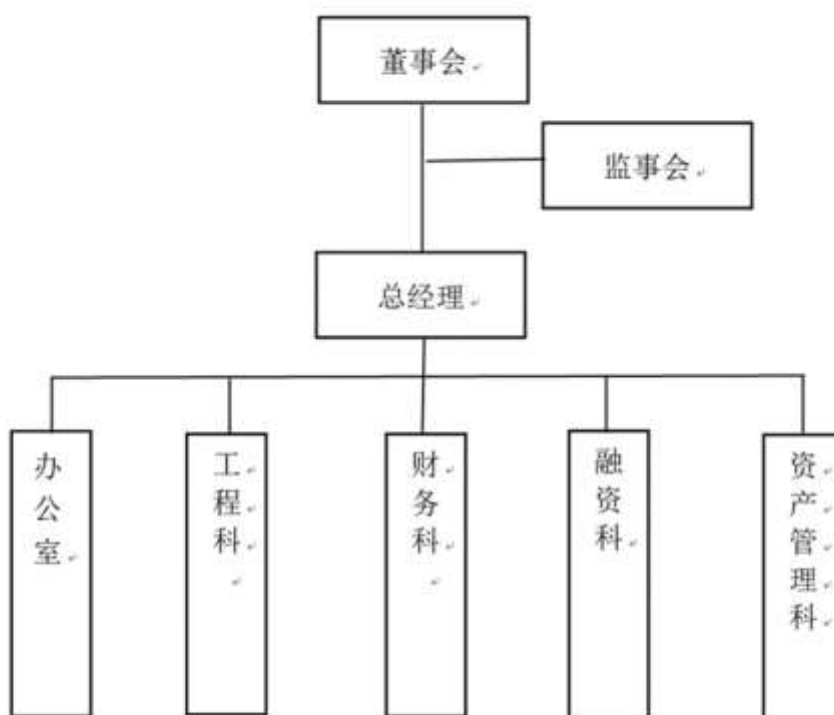 董事会
监事会
总经理
办公室
工程科
财务科
融资科
资产管理科